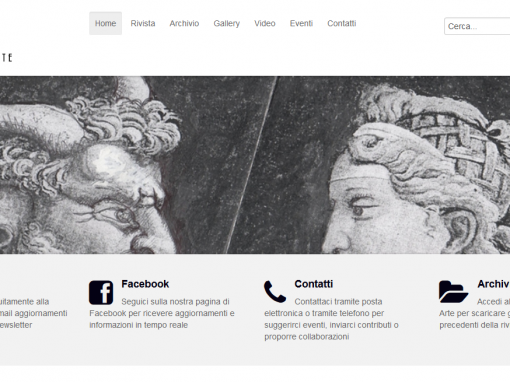 Home Rivista Archivio Gallery Video Eventi Contatti
Cerca...
TE
uitamente alla
mail aggiornamenti
ewsletter
Facebook
Seguici sulla nostra pagina di
Facebook per ricevere aggiornamenti e
informazioni in tempo reale
Contatti
Contattaci tramite posta
elettronica o tramite telefono per
suggerirci eventi, inviarci contributi o
proporre collaborazioni
Archiv
Accedi al
Arte per scaricare g
precedenti della riv